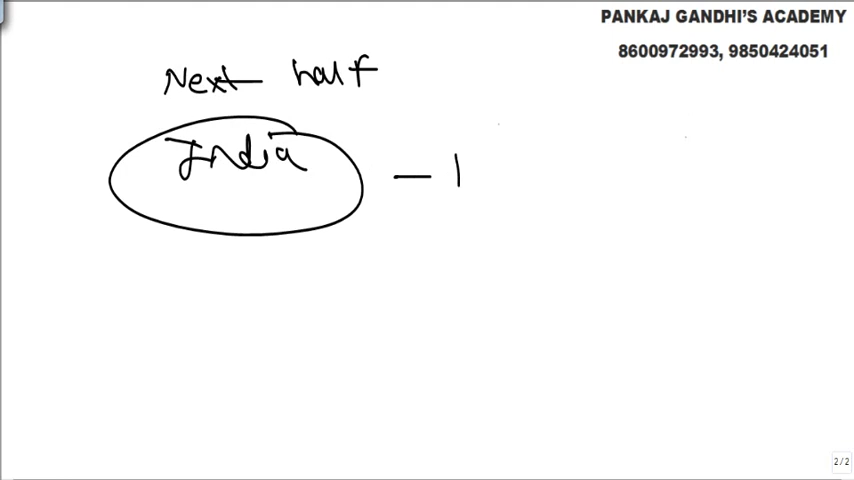 PANKAJ GANDHI'S ACADEMY
8600972993, 9850424051
Next half
India – 1
2/2